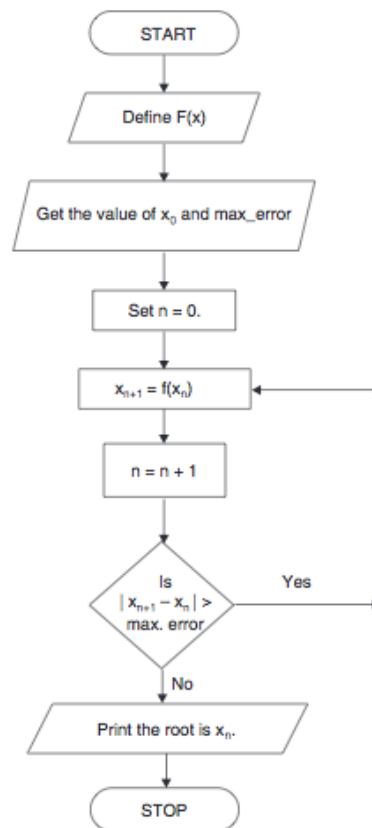 START
Define F(x)
Get the value of x₀ and max_error
Set n = 0.
xₙ₊₁ = f(xₙ)
n = n + 1
Is
| xₙ₊₁ – xₙ | >
max. error
Yes
No
Print the root is xₙ.
STOP